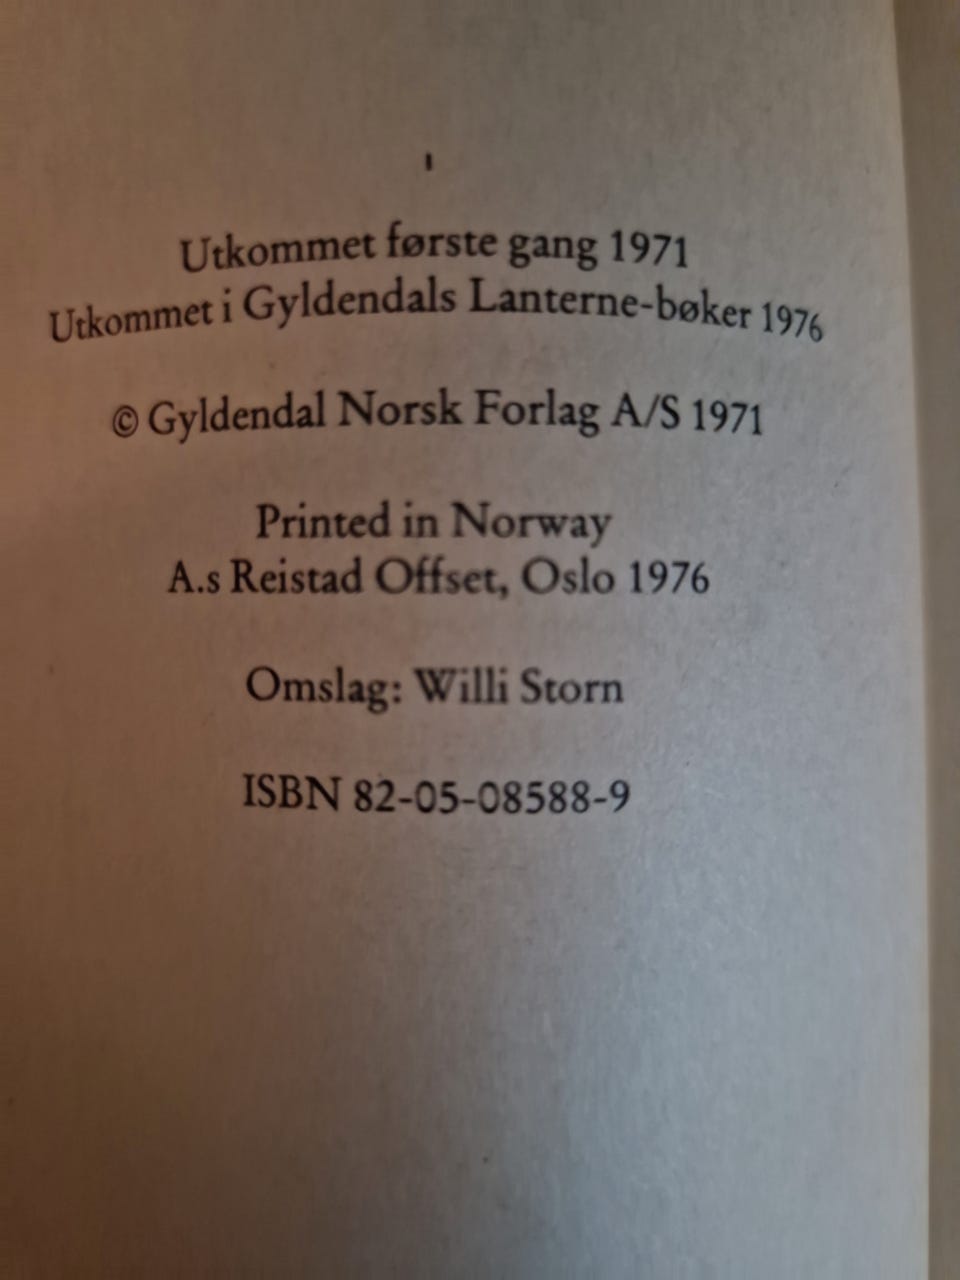 Utkommet første gang 1971
Utkommet i Gyldendals Lanterne-bøker 1976
© Gyldendal Norsk Forlag A/S 1971
Printed in Norway
A.s Reistad Offset, Oslo 1976
Omslag: Willi Storn
ISBN 82-05-08588-9